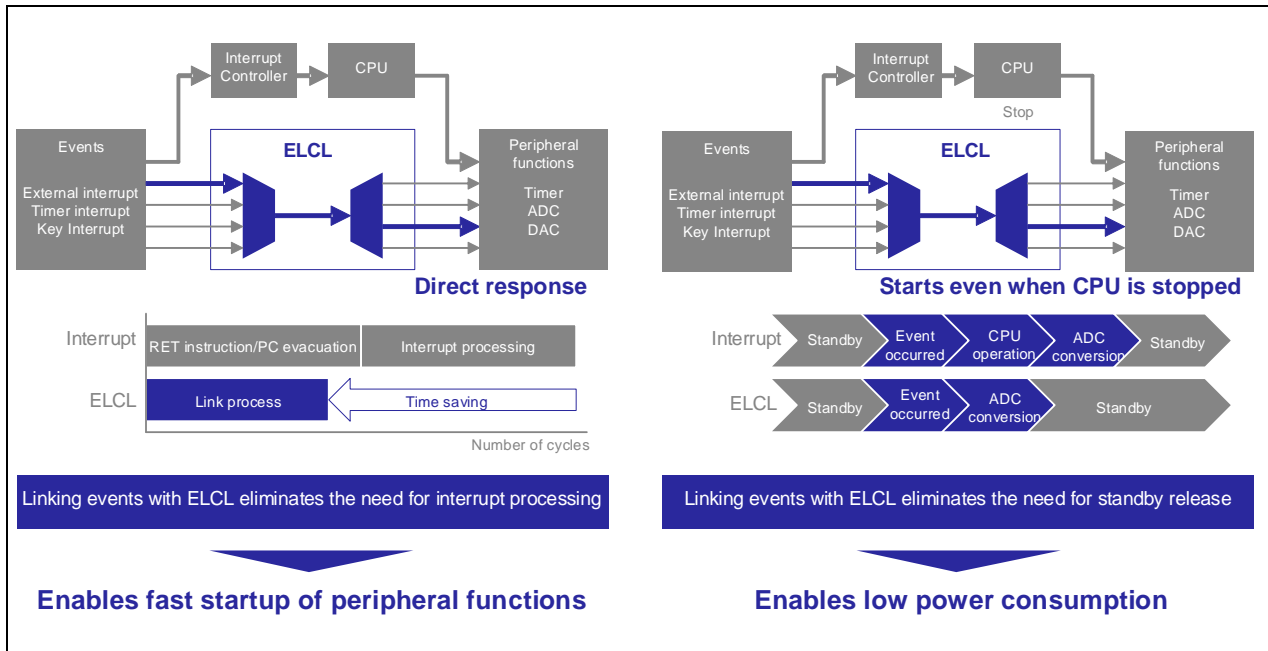 Interrupt
Controller
CPU
Events
External interrupt
Timer interrupt
Key Interrupt
ELCL
Peripheral
functions
Timer
ADC
DAC
Direct response
Interrupt
RET instruction/PC evacuation
Interrupt processing
ELCL
Link process
Time saving
Number of cycles
Linking events with ELCL eliminates the need for interrupt processing
Enables fast startup of peripheral functions
Interrupt
Controller
CPU
Stop
Events
External interrupt
Timer interrupt
Key Interrupt
ELCL
Peripheral
functions
Timer
ADC
DAC
Starts even when CPU is stopped
Interrupt
Standby
Event
occurred
CPU
operation
ADC
conversion
Standby
ELCL
Standby
Event
occurred
ADC
conversion
Standby
Linking events with ELCL eliminates the need for standby release
Enables low power consumption